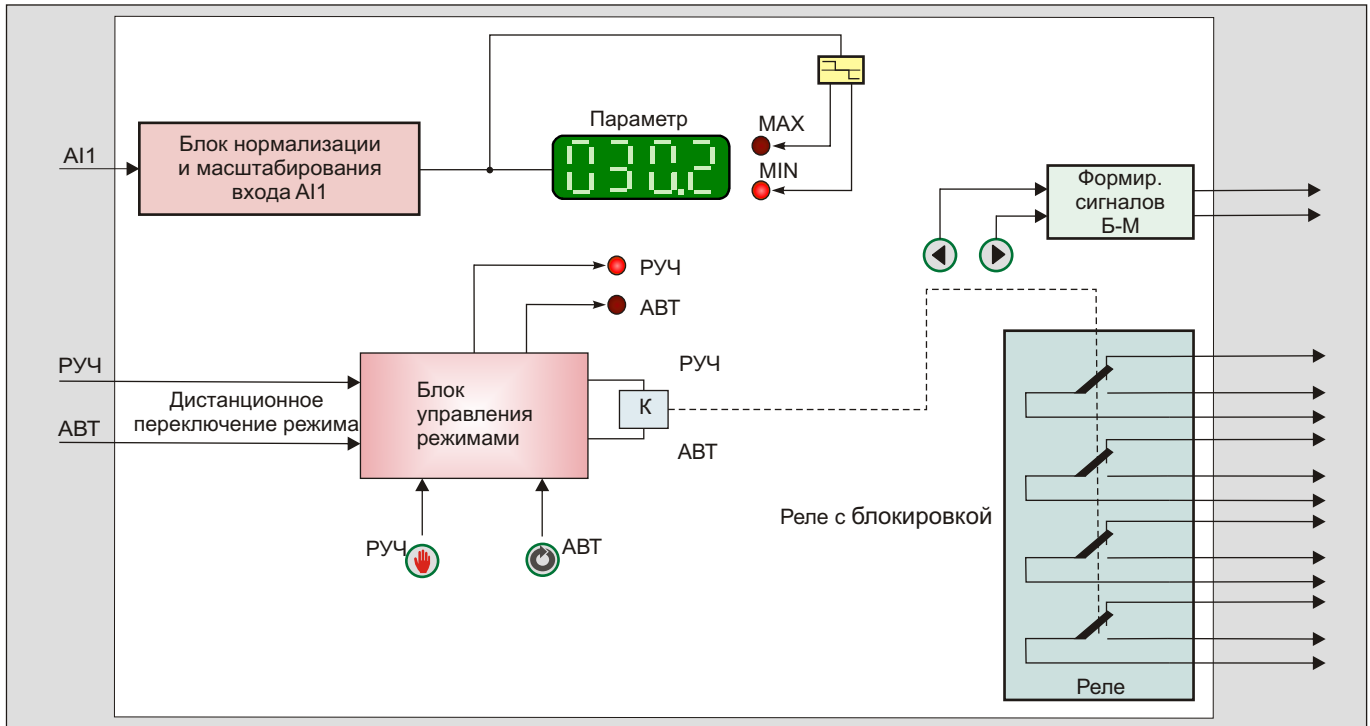 Параметр
MAX
MIN
030.2
AI1
Блок нормализации
и масштабирования
входа AI1
Формир.
сигналов
Б-М
РУЧ
АВТ
РУЧ
АВТ
Дистанционное
переключение режима
Блок
управления
режимами
РУЧ
К
АВТ
РУЧ
АВТ
Реле с блокировкой
Реле